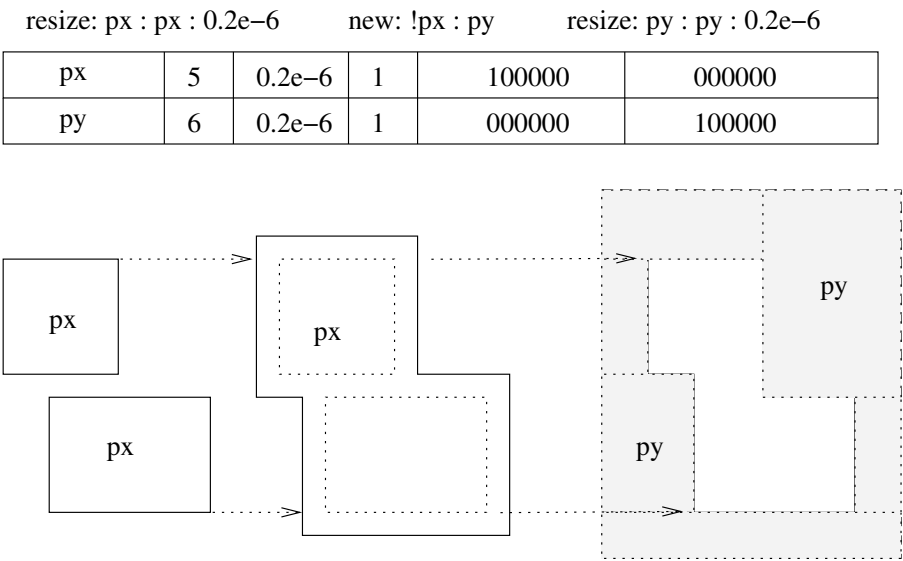 resize: px : px : 0.2e−6 new: !px : py resize: py : py : 0.2e−6
px 5 0.2e−6 1 100000 000000
py 6 0.2e−6 1 000000 100000
py
px
px
px
py